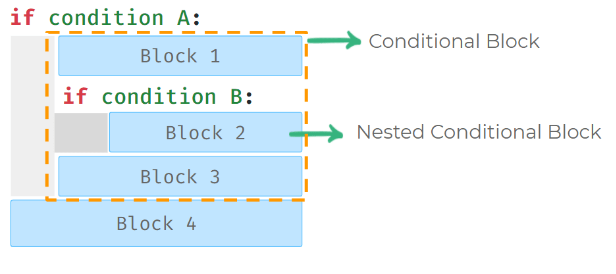 if condition A:
Block 1
Conditional Block
if condition B:
Block 2
Nested Conditional Block
Block 3
Block 4